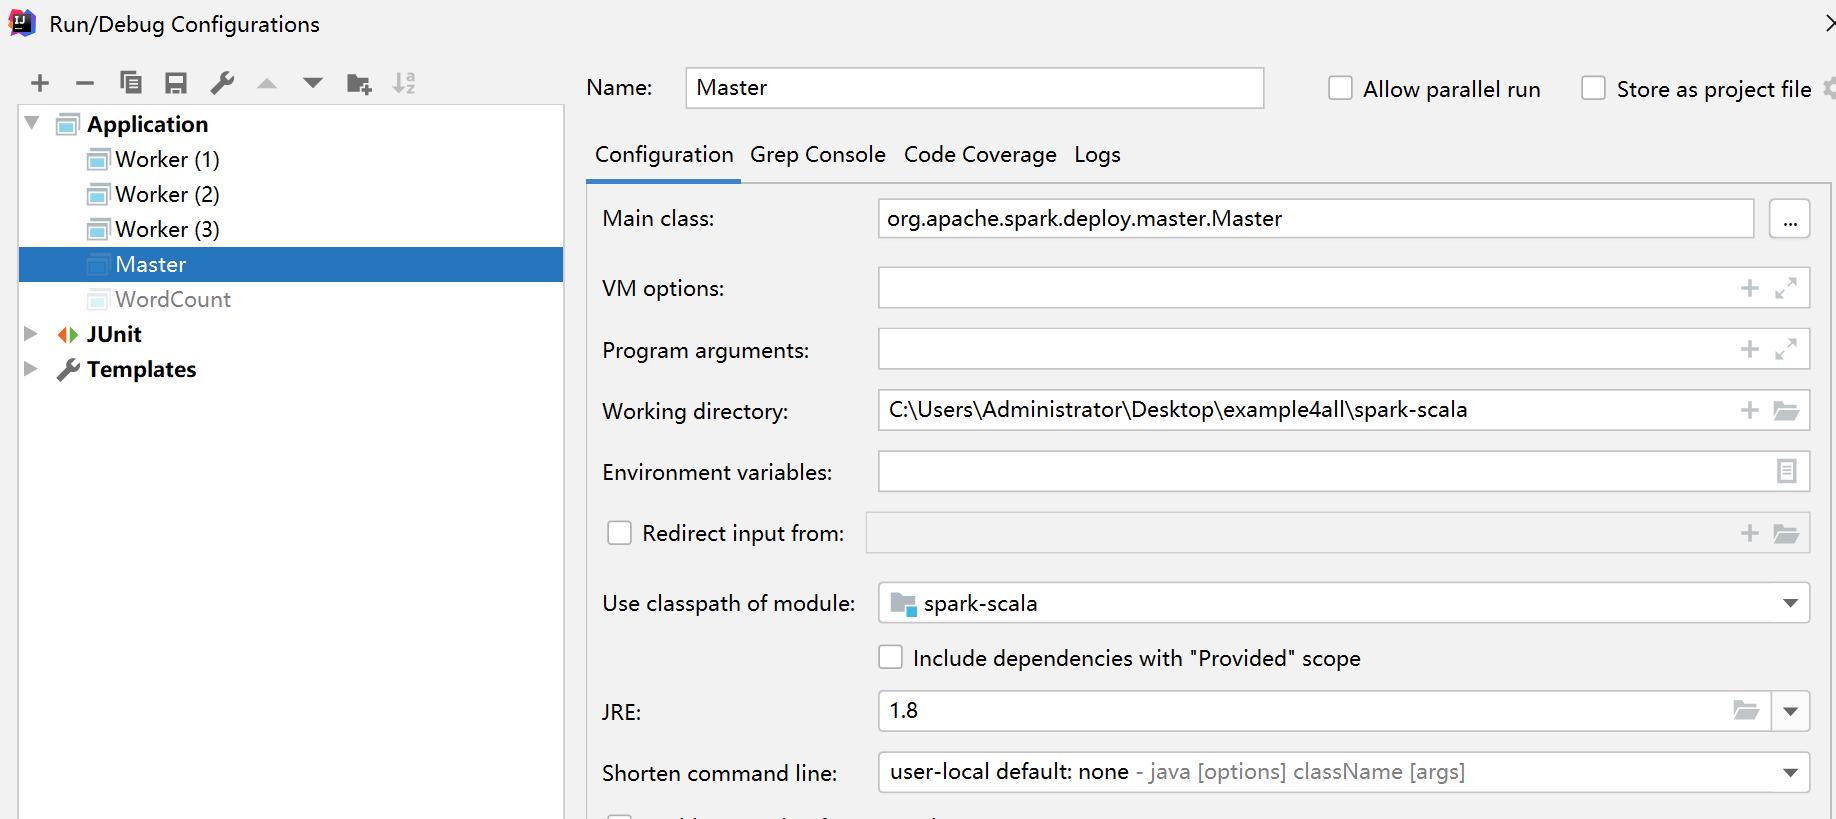 Run/Debug Configurations
Name: Master Allow parallel run Store as project file
Application
Worker (1)
Worker (2)
Worker (3)
Master
WordCount
JUnit
Templates
Configuration Grep Console Code Coverage Logs
Main class: org.apache.spark.deploy.master.Master ...
VM options:
Program arguments:
Working directory: C:\Users\Administrator\Desktop\example4all\spark-scala
Environment variables:
Redirect input from:
Use classpath of module: spark-scala
Include dependencies with "Provided" scope
JRE: 1.8
Shorten command line: user-local default: none - java [options] className [args]